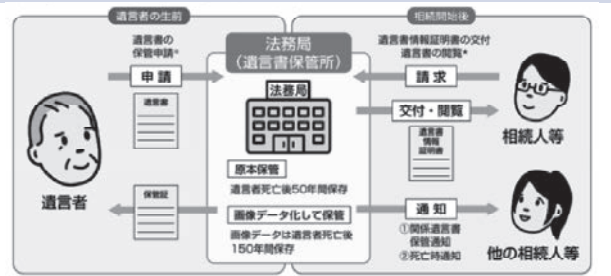 遺言者の生前
遺言書の
保管申請*
申請
遺言書
遺言者
保管証
法務局
（遺言書保管所）
法務局
原本保管
遺言者死亡後50年間保存
画像データ化して保管
画像データは遺言者死亡後
150年間保存
相続開始後
遺言書情報証明書の交付
遺言書の閲覧*
請求
交付・閲覧
遺言書
情報
証明書
相続人等
通知
①関係遺言書
保管通知
②死亡時通知
他の相続人等